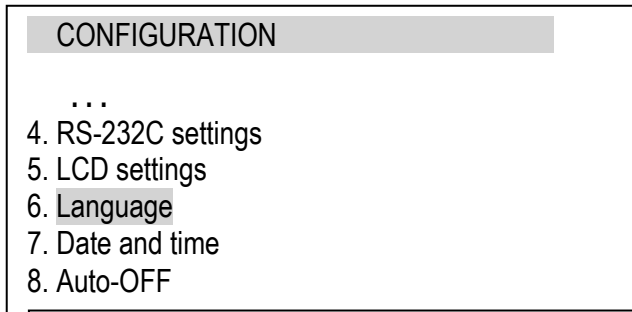 CONFIGURATION
...
4. RS-232C settings
5. LCD settings
6. Language
7. Date and time
8. Auto-OFF